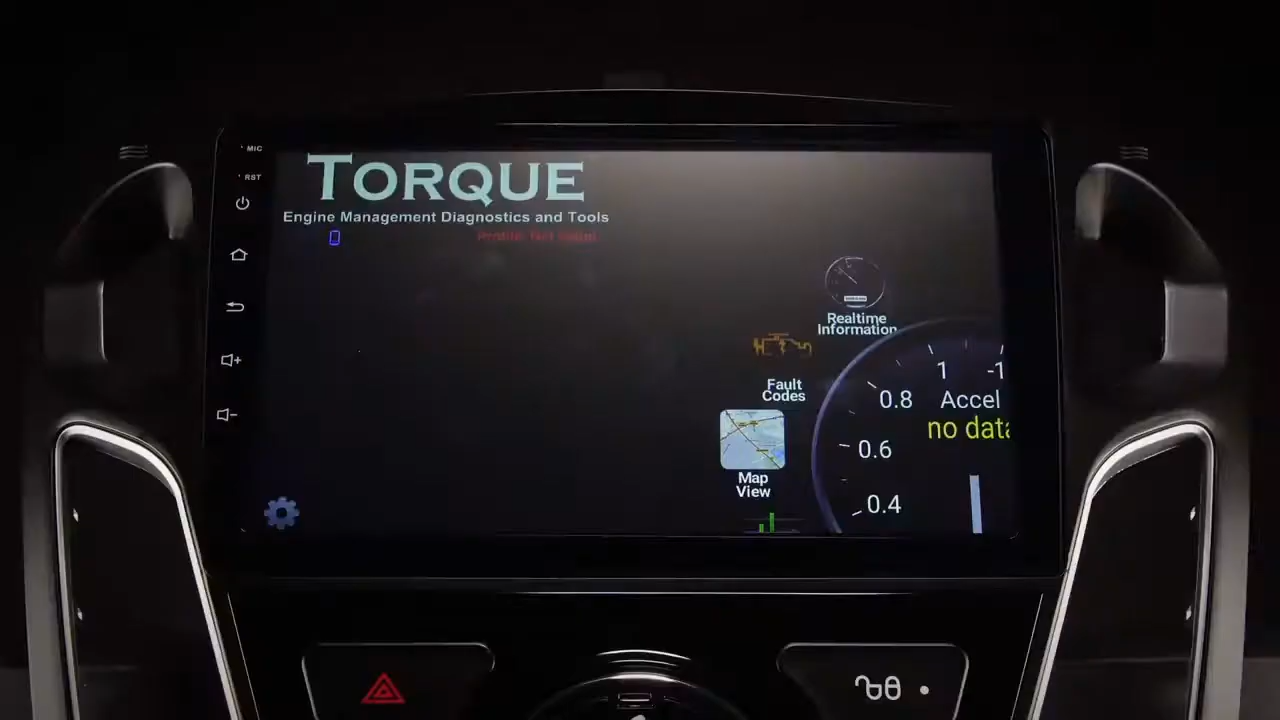 MIC
RST
TORQUE
Engine Management Diagnostics and Tools
0
Realtime
Information
Fault
Codes
Map
View
1
-1
0.8
Accel
no data
0.6
0.4